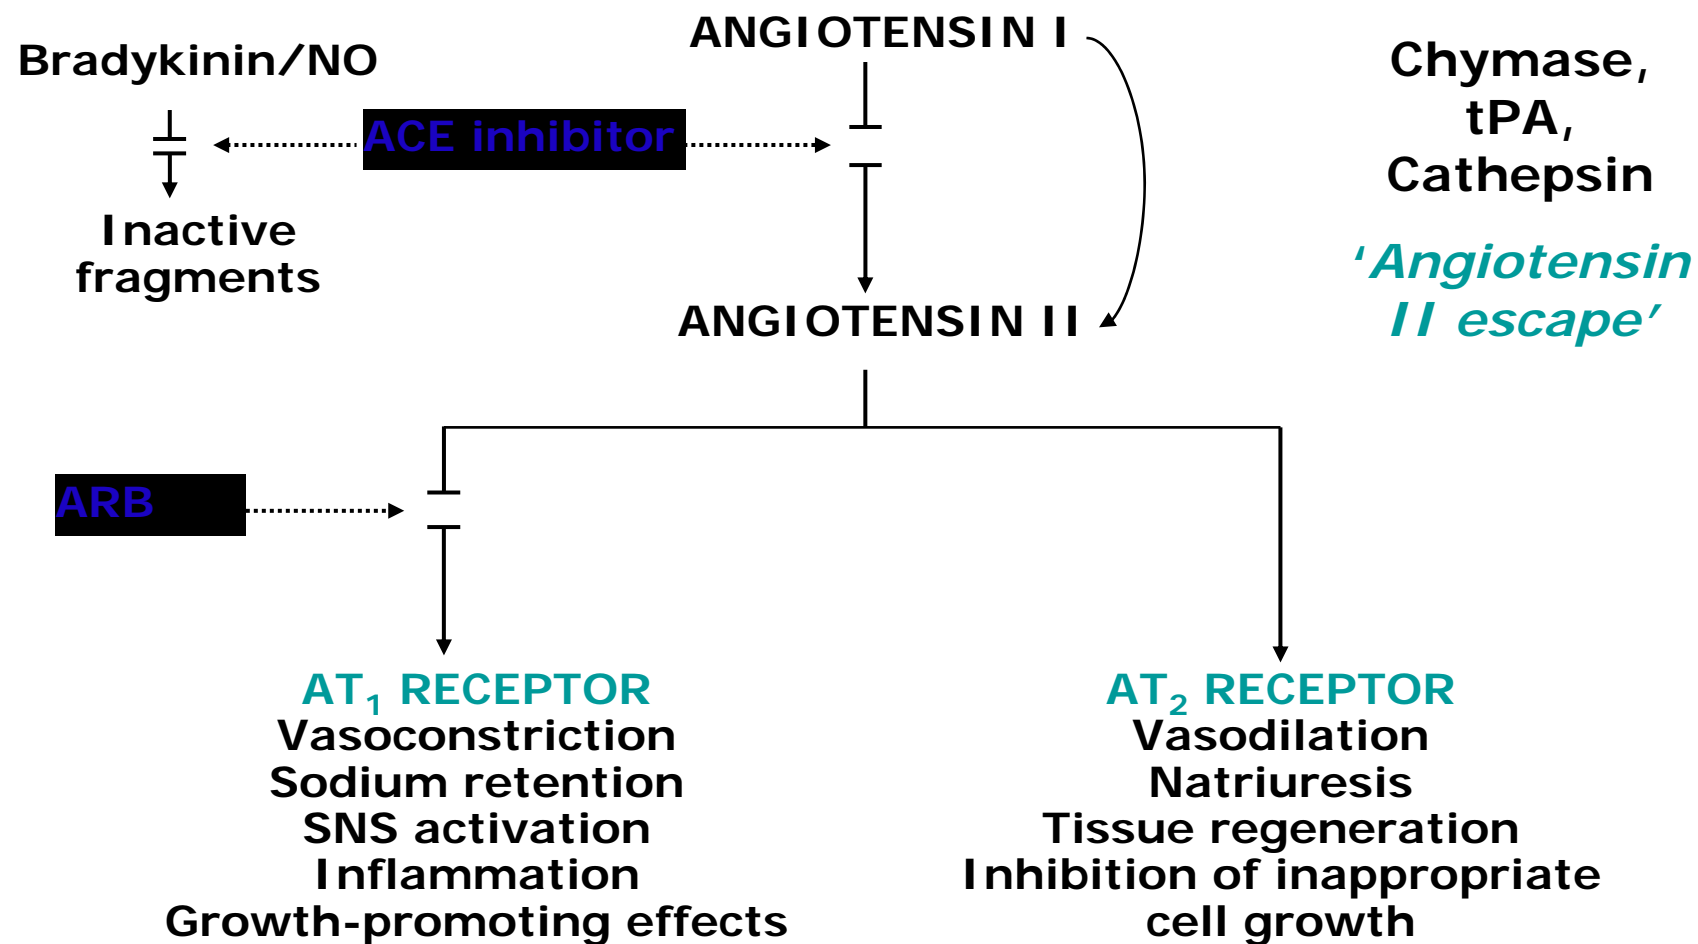 Bradykinin/NO
ANGIOTENSIN I
Chymase,
tPA,
Cathepsin
ACE inhibitor
Inactive
fragments
'Angiotensin
II escape'
ANGIOTENSIN II
ARB
AT₁ RECEPTOR
Vasoconstriction
Sodium retention
SNS activation
Inflammation
Growth-promoting effects
AT₂ RECEPTOR
Vasodilation
Natriuresis
Tissue regeneration
Inhibition of inappropriate
cell growth